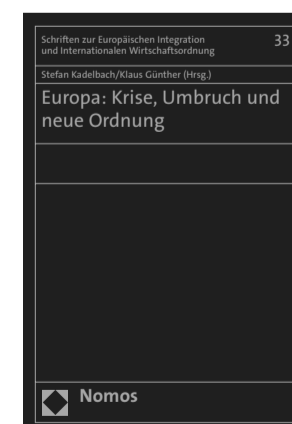 Schriften zur Europäischen Integration
und Internationalen Wirtschaftsordnung
33
Stefan Kadelbach/Klaus Günther (Hrsg.)
Europa: Krise, Umbruch und
neue Ordnung
Nomos